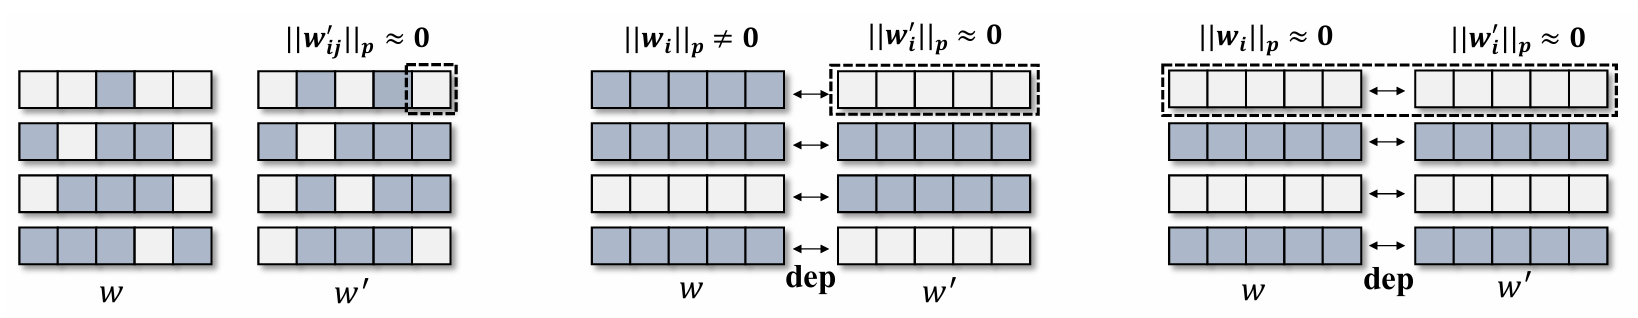 ||w'ᵢⱼ||ₚ ≈ 0
w
w'
||wᵢ||ₚ ≠ 0
||w'ᵢ||ₚ ≈ 0
w
dep
w'
||wᵢ||ₚ ≈ 0
||w'ᵢ||ₚ ≈ 0
w
dep
w'